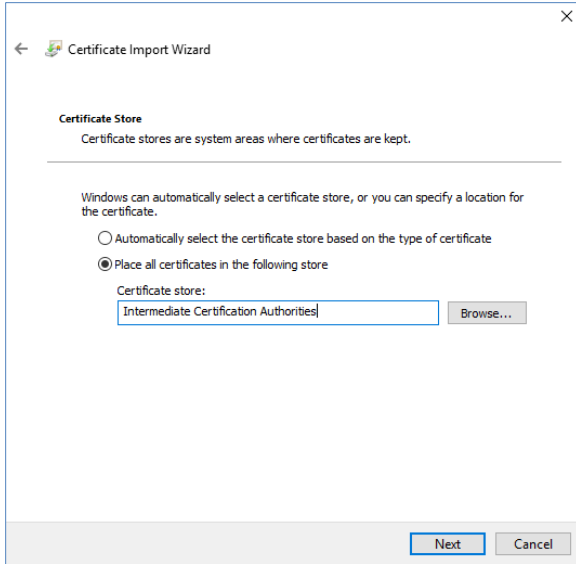 Certificate Import Wizard
Certificate Store
Certificate stores are system areas where certificates are kept.
Windows can automatically select a certificate store, or you can specify a location for
the certificate.
Automatically select the certificate store based on the type of certificate
Place all certificates in the following store
Certificate store:
Intermediate Certification Authorities
Browse...
Next
Cancel